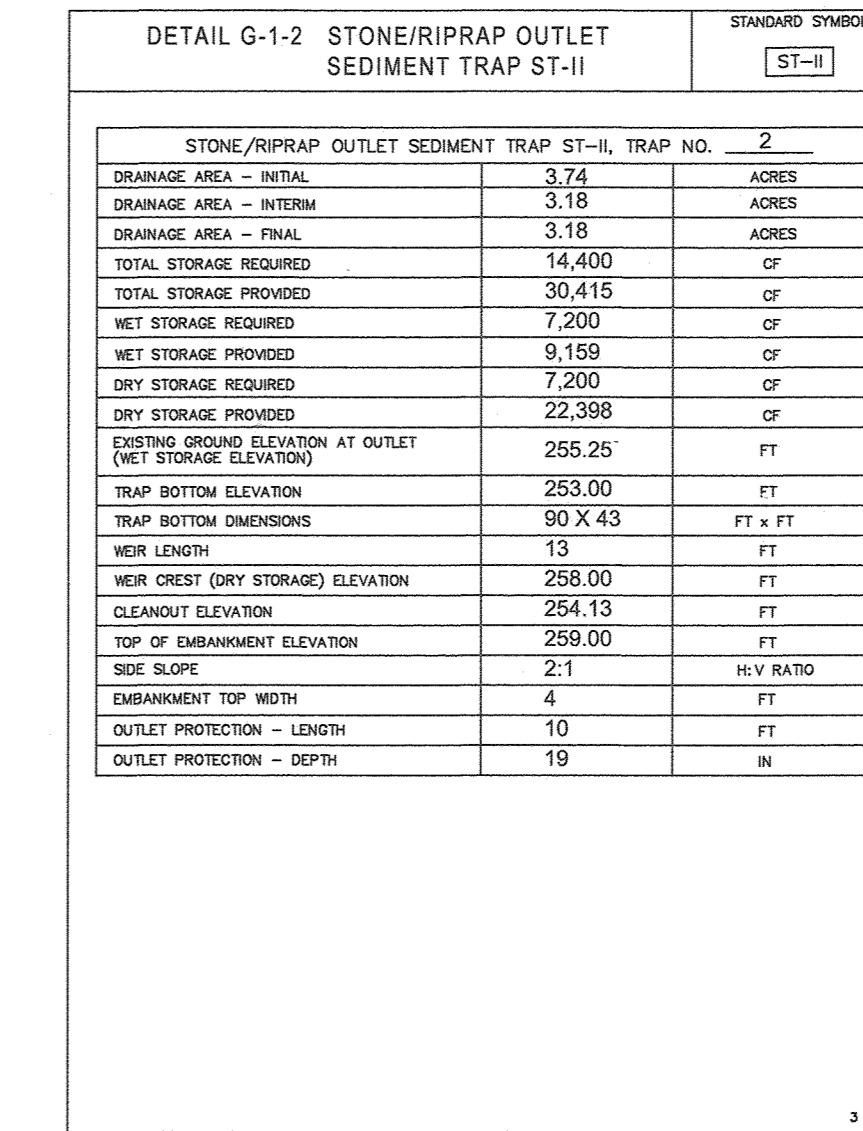 DETAIL G-1-2 STONE/RIPRAP OUTLET
SEDIMENT TRAP ST-II
STANDARD SYMBOL
ST-II
STONE/RIPRAP OUTLET SEDIMENT TRAP ST-II, TRAP NO. 2
DRAINAGE AREA - INITIAL 3.74 ACRES
DRAINAGE AREA - INTERIM 3.18 ACRES
DRAINAGE AREA - FINAL 3.18 ACRES
TOTAL STORAGE REQUIRED 14,400 CF
TOTAL STORAGE PROVIDED 30,415 CF
WET STORAGE REQUIRED 7,200 CF
WET STORAGE PROVIDED 9,159 CF
DRY STORAGE REQUIRED 7,200 CF
DRY STORAGE PROVIDED 22,398 CF
EXISTING GROUND ELEVATION AT OUTLET
(WET STORAGE ELEVATION) 255.25 FT
TRAP BOTTOM ELEVATION 253.00 FT
TRAP BOTTOM DIMENSIONS 90 X 43 FT x FT
WEIR LENGTH 13 FT
WEIR CREST (DRY STORAGE) ELEVATION 258.00 FT
CLEANOUT ELEVATION 254.13 FT
TOP OF EMBANKMENT ELEVATION 259.00 FT
SIDE SLOPE 2:1 H:V RATIO
EMBANKMENT TOP WIDTH 4 FT
OUTLET PROTECTION - LENGTH 10 FT
OUTLET PROTECTION - DEPTH 19 IN
3